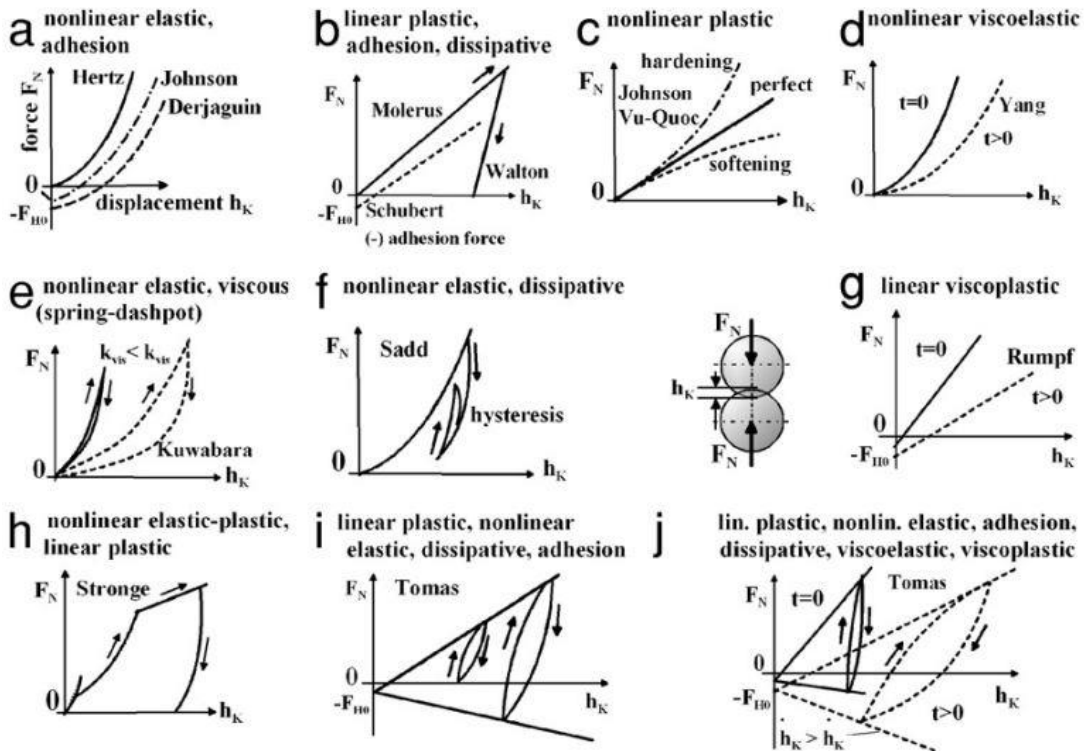 a nonlinear elastic,
adhesion
Hertz
Johnson
Derjaguin
force F_N
0
-F_H0
displacement h_K
b linear plastic,
adhesion, dissipative
F_N
Molerus
Walton
0
h_K
-F_H0
Schubert
(-) adhesion force
c nonlinear plastic
hardening
F_N
Johnson
Vu-Quoc
perfect
softening
0
h_K
d nonlinear viscoelastic
F_N
t=0
Yang
t>0
0
h_K
e nonlinear elastic, viscous
(spring-dashpot)
F_N
k_vis< k_vis
Kuwabara
0
h_K
f nonlinear elastic, dissipative
F_N
Sadd
hysteresis
0
h_K
F_N
h_K
F_N
g linear viscoplastic
F_N
t=0
Rumpf
t>0
0
-F_H0
h_K
h nonlinear elastic-plastic,
linear plastic
Stronge
F_N
0
h_K
i linear plastic, nonlinear
elastic, dissipative, adhesion
F_N
Tomas
0
-F_H0
h_K
j lin. plastic, nonlin. elastic, adhesion,
dissipative, viscoelastic, viscoplastic
F_N
t=0
Tomas
0
-F_H0
h_K
t>0
ḣ_K > ḣ_K